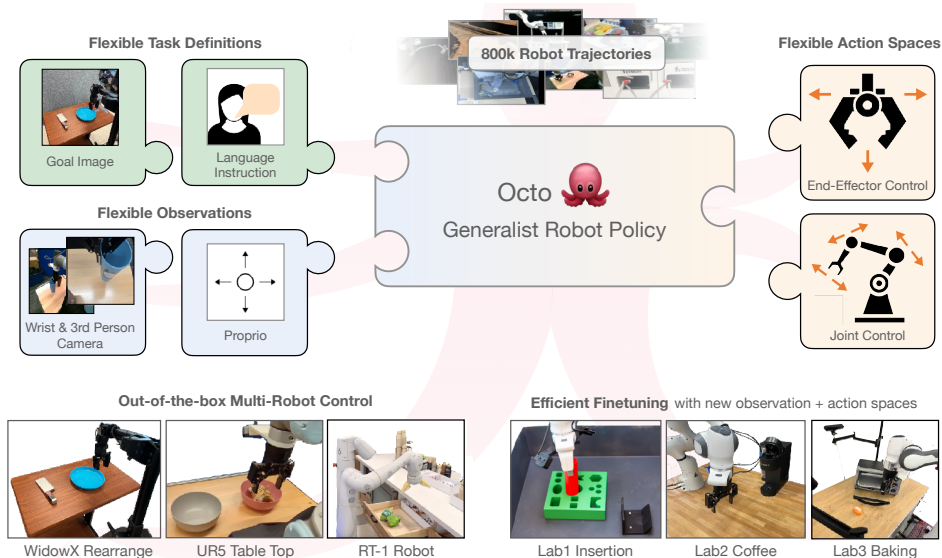 Flexible Task Definitions
Goal Image
Language
Instruction
Flexible Observations
Wrist & 3rd Person
Camera
Proprio
800k Robot Trajectories
Octo
Generalist Robot Policy
Flexible Action Spaces
End-Effector Control
Joint Control
Out-of-the-box Multi-Robot Control
WidowX Rearrange
UR5 Table Top
RT-1 Robot
Efficient Finetuning with new observation + action spaces
Lab1 Insertion
Lab2 Coffee
Lab3 Baking